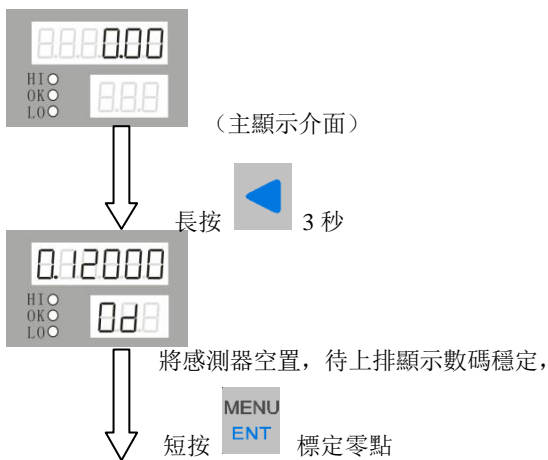 0.00
HI
OK
LO
（主顯示介面）
長按 3 秒
0.12000
HI
OK
LO
0d
將感測器空置，待上排顯示數碼穩定，
MENU
ENT
短按 標定零點